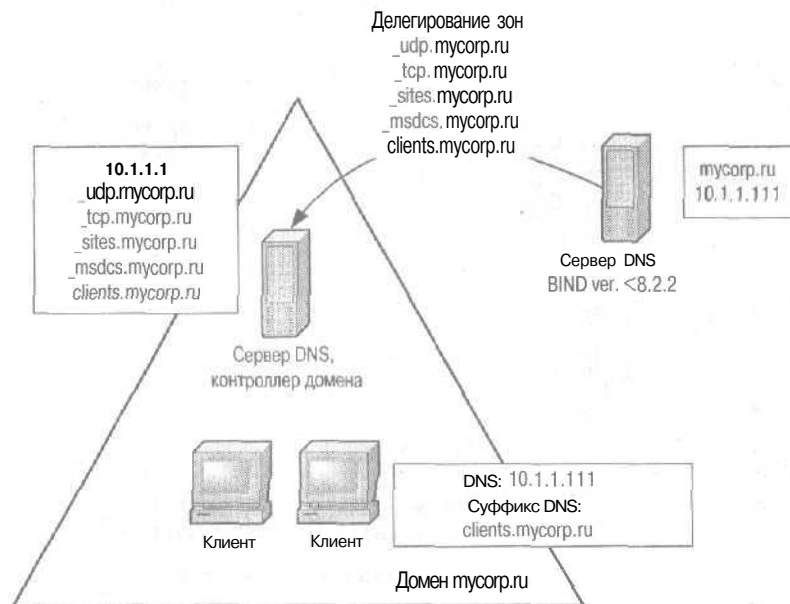 Делегирование зон
_udp.mycorp.ru
_tcp.mycorp.ru
_sites.mycorp.ru
_msdcs.mycorp.ru
clients.mycorp.ru
10.1.1.1
_udp.mycorp.ru
_tcp.mycorp.ru
_sites.mycorp.ru
_msdcs.mycorp.ru
clients.mycorp.ru
mycorp.ru
10.1.1.111
Сервер DNS
BIND ver. <8.2.2
Сервер DNS,
контроллер домена
Клиент
Клиент
DNS: 10.1.1.111
Суффикс DNS:
clients.mycorp.ru
Домен mycorp.ru